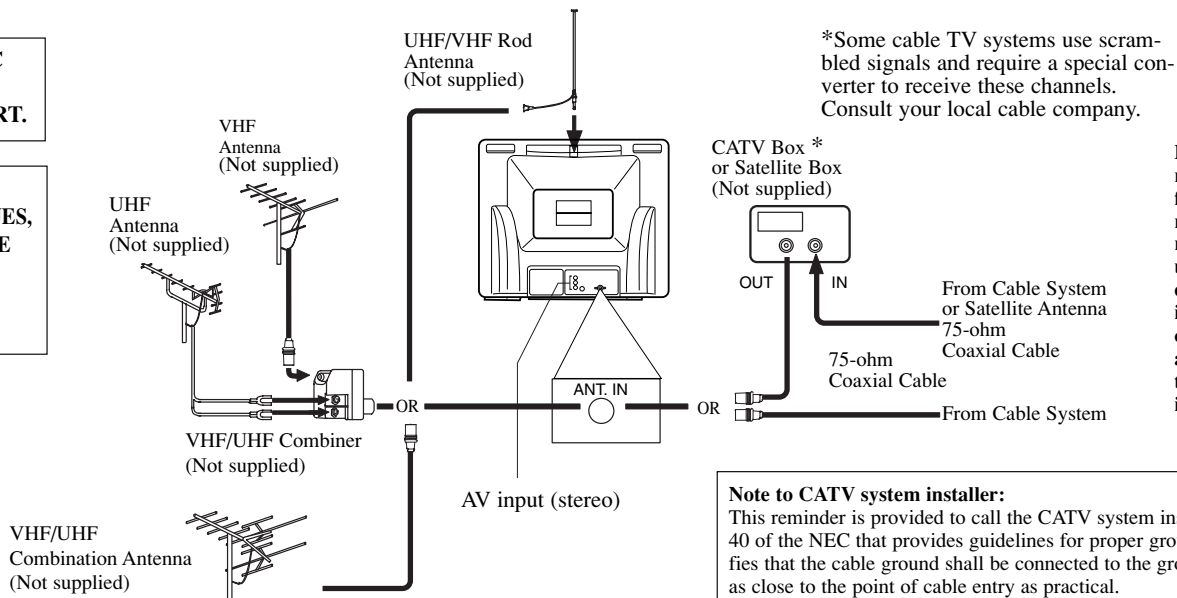 RT.
ES,
E
UHF/VHF Rod
Antenna
(Not supplied)
*Some cable TV systems use scram-
bled signals and require a special con-
verter to receive these channels.
Consult your local cable company.
VHF
Antenna
(Not supplied)
UHF
Antenna
(Not supplied)
CATV Box *
or Satellite Box
(Not supplied)
OUT
IN
From Cable System
or Satellite Antenna
75-ohm
Coaxial Cable
75-ohm
Coaxial Cable
ANT. IN
OR
OR
From Cable System
VHF/UHF Combiner
(Not supplied)
AV input (stereo)
VHF/UHF
Combination Antenna
(Not supplied)
Note to CATV system installer:
This reminder is provided to call the CATV system ins
40 of the NEC that provides guidelines for proper grou
fies that the cable ground shall be connected to the gro
as close to the point of cable entry as practical.